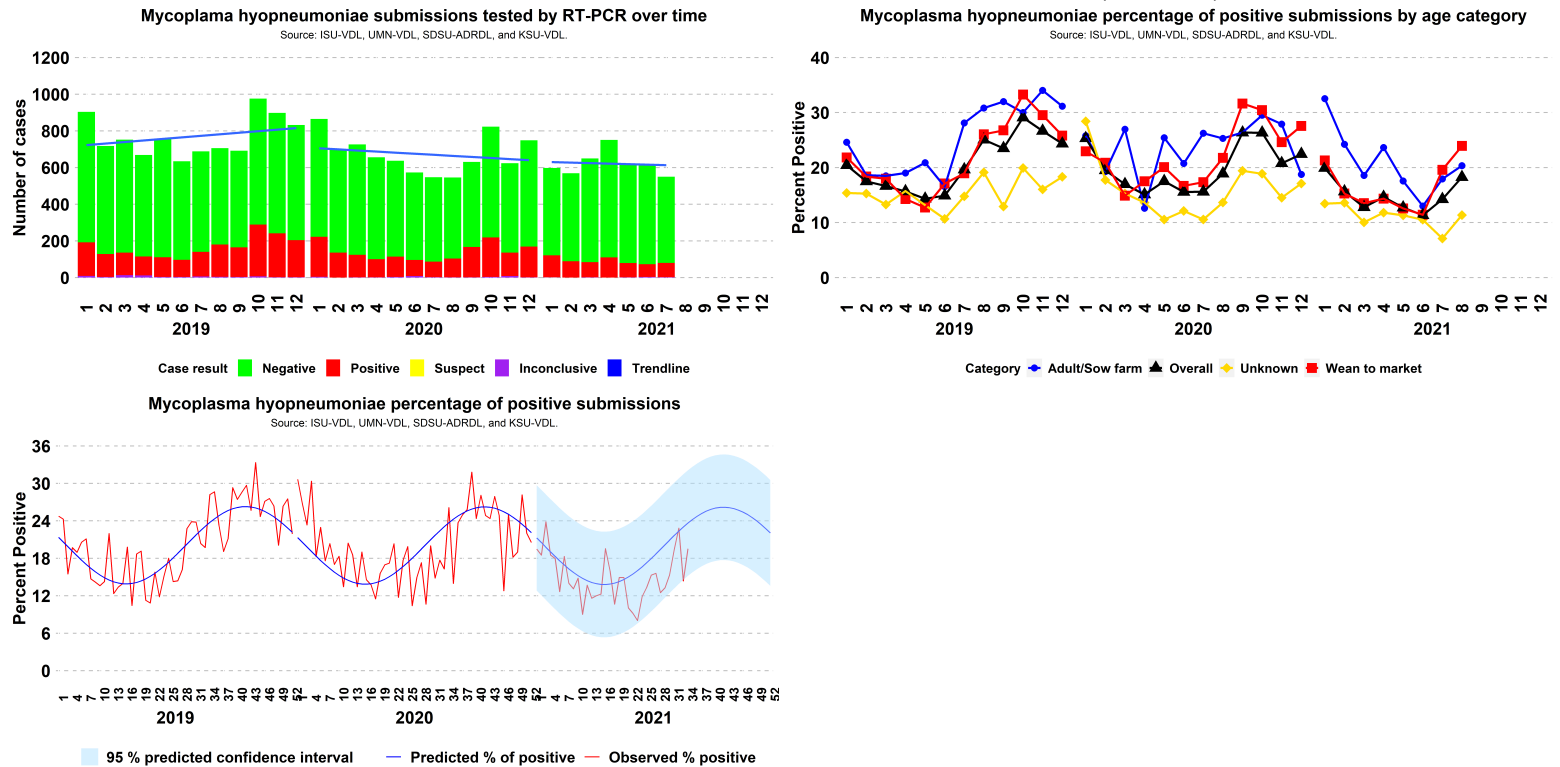 Mycoplama hyopneumoniae submissions tested by RT-PCR over time
Source: ISU-VDL, UMN-VDL, SDSU-ADRDL, and KSU-VDL.
Number of cases
1200
1000
800
600
400
200
0
1 2 3 4 5 6 7 8 9 10 11 12 1 2 3 4 5 6 7 8 9 10 11 12 1 2 3 4 5 6 7 8 9 10 11 12
2019 2020 2021
Case result Negative Positive Suspect Inconclusive Trendline
Mycoplasma hyopneumoniae percentage of positive submissions by age category
Source: ISU-VDL, UMN-VDL, SDSU-ADRDL, and KSU-VDL.
Percent Positive
40
30
20
10
0
1 2 3 4 5 6 7 8 9 10 11 12 1 2 3 4 5 6 7 8 9 10 11 12 1 2 3 4 5 6 7 8 9 10 11 12
2019 2020 2021
Category Adult/Sow farm Overall Unknown Wean to market
Mycoplasma hyopneumoniae percentage of positive submissions
Source: ISU-VDL, UMN-VDL, SDSU-ADRDL, and KSU-VDL.
Percent Positive
36
30
24
18
12
6
0
1 4 7 10 13 16 19 22 25 28 31 34 37 40 43 46 49 52 1 4 7 10 13 16 19 22 25 28 31 34 37 40 43 46 49 52 1 4 7 10 13 16 19 22 25 28 31 34 37 40 43 46 49 52
2019 2020 2021
95 % predicted confidence interval Predicted % of positive Observed % positive